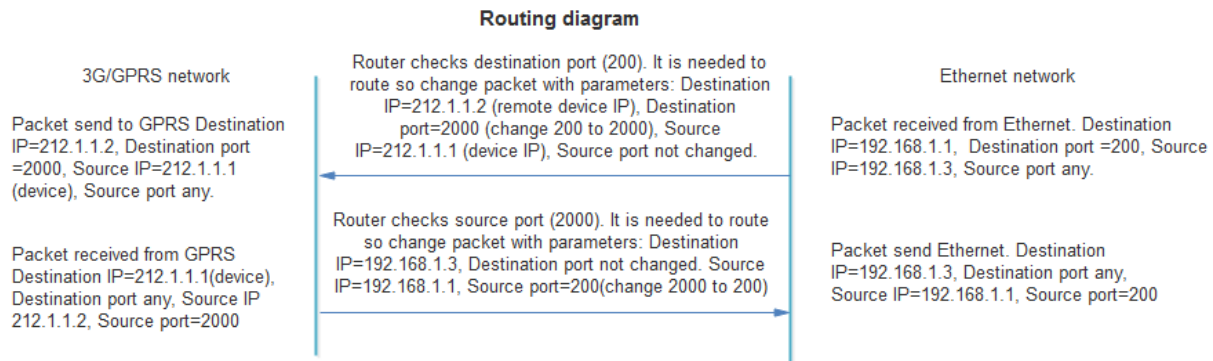 Routing diagram
3G/GPRS network
Router checks destination port (200). It is needed to
route so change packet with parameters: Destination
IP=212.1.1.2 (remote device IP), Destination
port=2000 (change 200 to 2000), Source
IP=212.1.1.1 (device IP), Source port not changed.
Ethernet network
Packet send to GPRS Destination
IP=212.1.1.2, Destination port
=2000, Source IP=212.1.1.1
(device), Source port any.
Packet received from Ethernet. Destination
IP=192.168.1.1, Destination port =200, Source
IP=192.168.1.3, Source port any.
Router checks source port (2000). It is needed to route
so change packet with parameters: Destination
IP=192.168.1.3, Destination port not changed. Source
IP=192.168.1.1, Source port=200(change 2000 to 200)
Packet received from GPRS
Destination IP=212.1.1.1(device),
Destination port any, Source IP
212.1.1.2, Source port=2000
Packet send Ethernet. Destination
IP=192.168.1.3, Destination port any,
Source IP=192.168.1.1, Source port=200